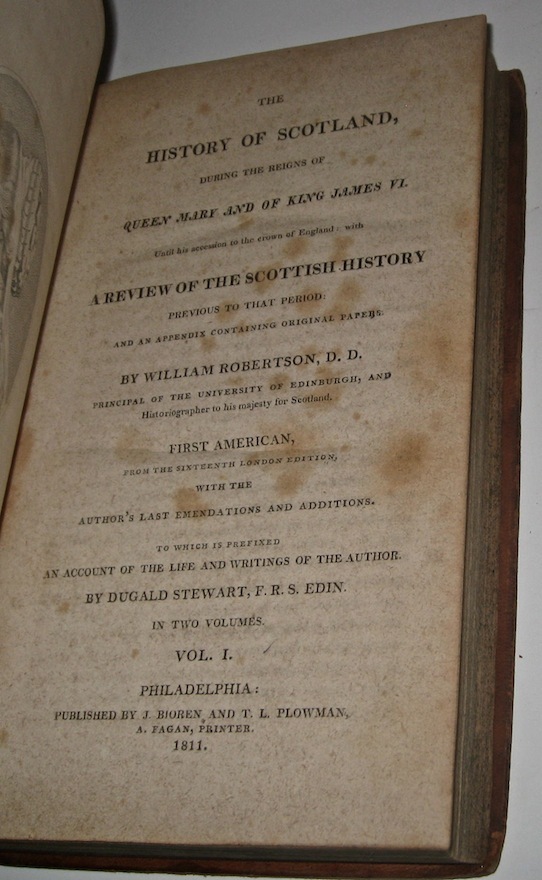 THE
HISTORY OF SCOTLAND,
DURING THE REIGNS OF
QUEEN MARY AND OF KING JAMES VI.
Until his accession to the crown of England: with
A REVIEW OF THE SCOTTISH HISTORY
PREVIOUS TO THAT PERIOD:
AND AN APPENDIX CONTAINING ORIGINAL PAPERS.
BY WILLIAM ROBERTSON, D. D.
PRINCIPAL OF THE UNIVERSITY OF EDINBURGH, AND
Historiographer to his majesty for Scotland.
FIRST AMERICAN,
FROM THE SIXTEENTH LONDON EDITION,
WITH THE
AUTHOR'S LAST EMENDATIONS AND ADDITIONS.
TO WHICH IS PREFIXED
AN ACCOUNT OF THE LIFE AND WRITINGS OF THE AUTHOR.
BY DUGALD STEWART, F. R. S. EDIN.
IN TWO VOLUMES.
VOL. I.
PHILADELPHIA:
PUBLISHED BY J. BIOREN AND T. L. PLOWMAN,
A. FAGAN, PRINTER.
1811.